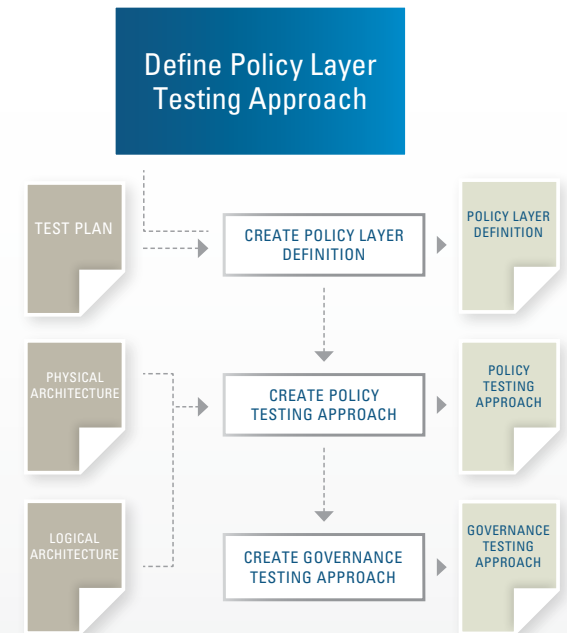 Define Policy Layer
Testing Approach
TEST PLAN
CREATE POLICY LAYER
DEFINITION
POLICY LAYER
DEFINITION
PHYSICAL
ARCHITECTURE
CREATE POLICY
TESTING APPROACH
POLICY
TESTING
APPROACH
LOGICAL
ARCHITECTURE
CREATE GOVERNANCE
TESTING APPROACH
GOVERNANCE
TESTING
APPROACH